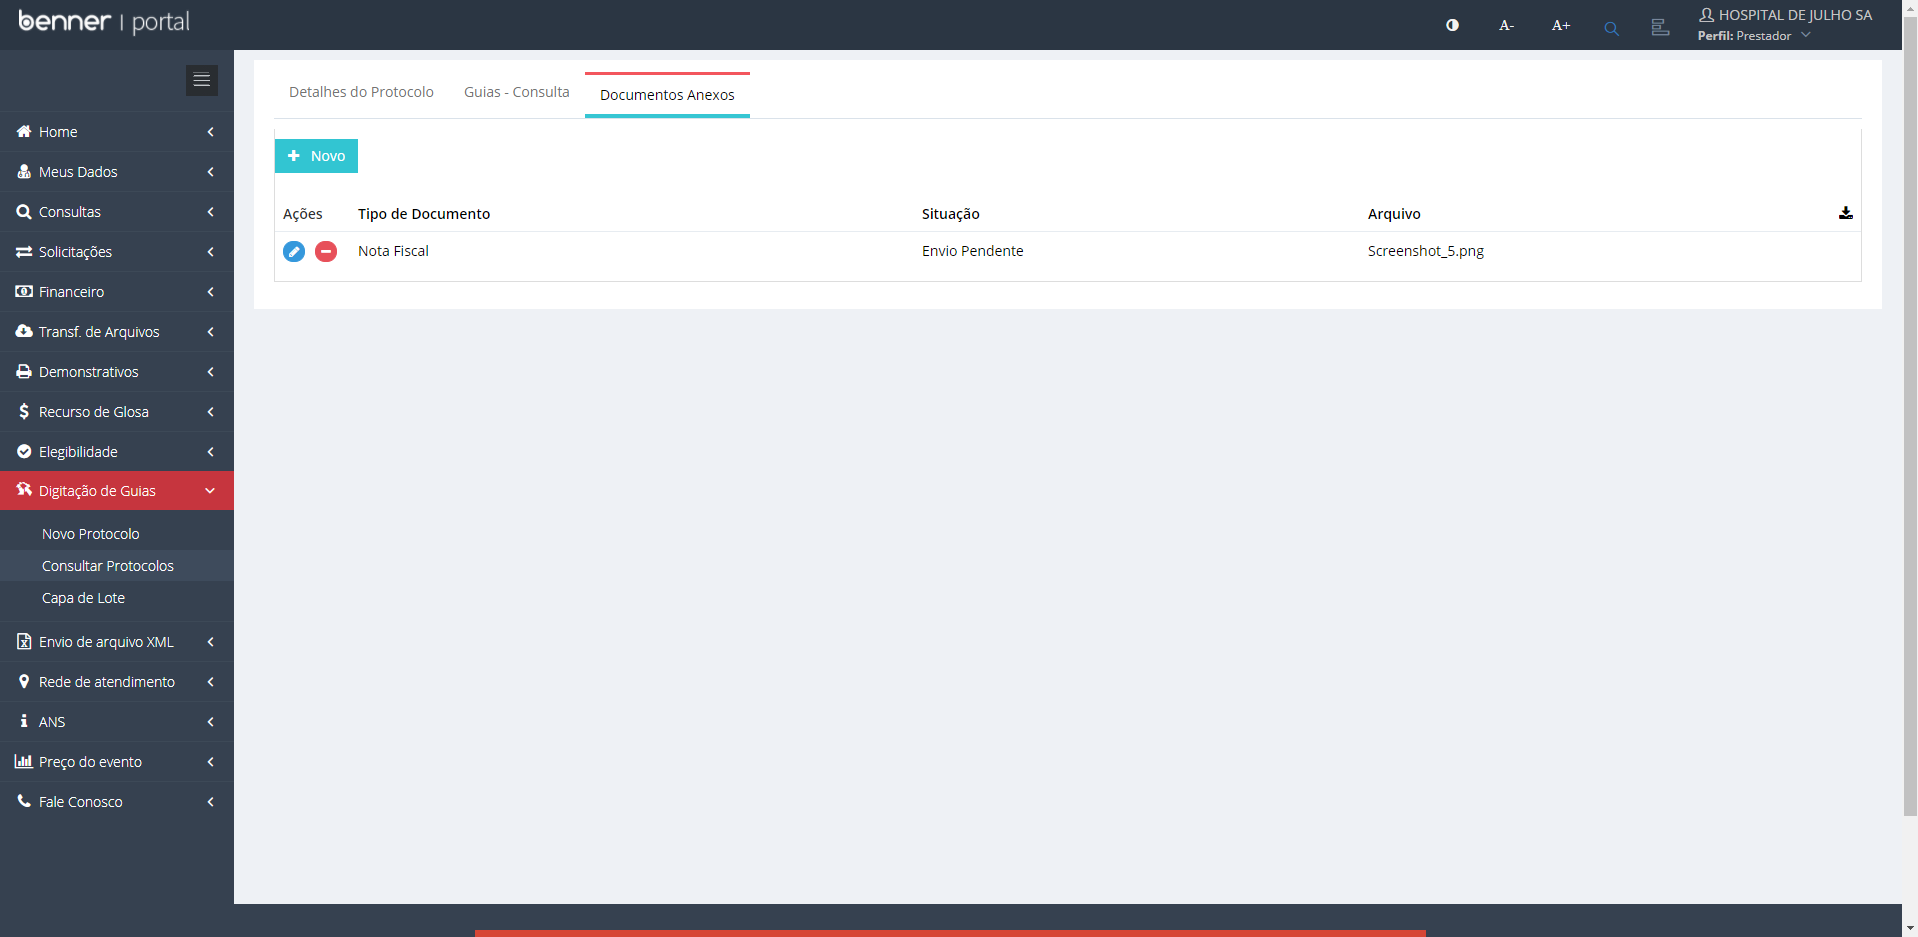 benner | portal
A-
A+
HOSPITAL DE JULHO SA
Perfil: Prestador
Home
Meus Dados
Consultas
Solicitações
Financeiro
Transf. de Arquivos
Demonstrativos
Recurso de Glosa
Elegibilidade
Digitação de Guias
Novo Protocolo
Consultar Protocolos
Capa de Lote
Envio de arquivo XML
Rede de atendimento
ANS
Preço do evento
Fale Conosco
Detalhes do Protocolo
Guias - Consulta
Documentos Anexos
+ Novo
Ações Tipo de Documento Situação Arquivo
Nota Fiscal Envio Pendente Screenshot_5.png